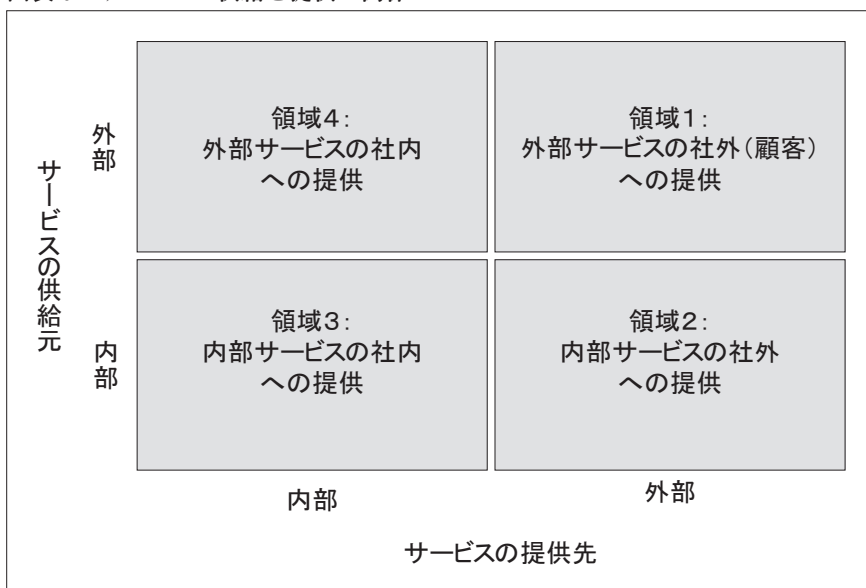 領域4:
外部サービスの社内
への提供
領域1:
外部サービスの社外(顧客)
への提供
領域3:
内部サービスの社内
への提供
領域2:
内部サービスの社外
への提供
サービスの供給元
外部
内部
内部
外部
サービスの提供先